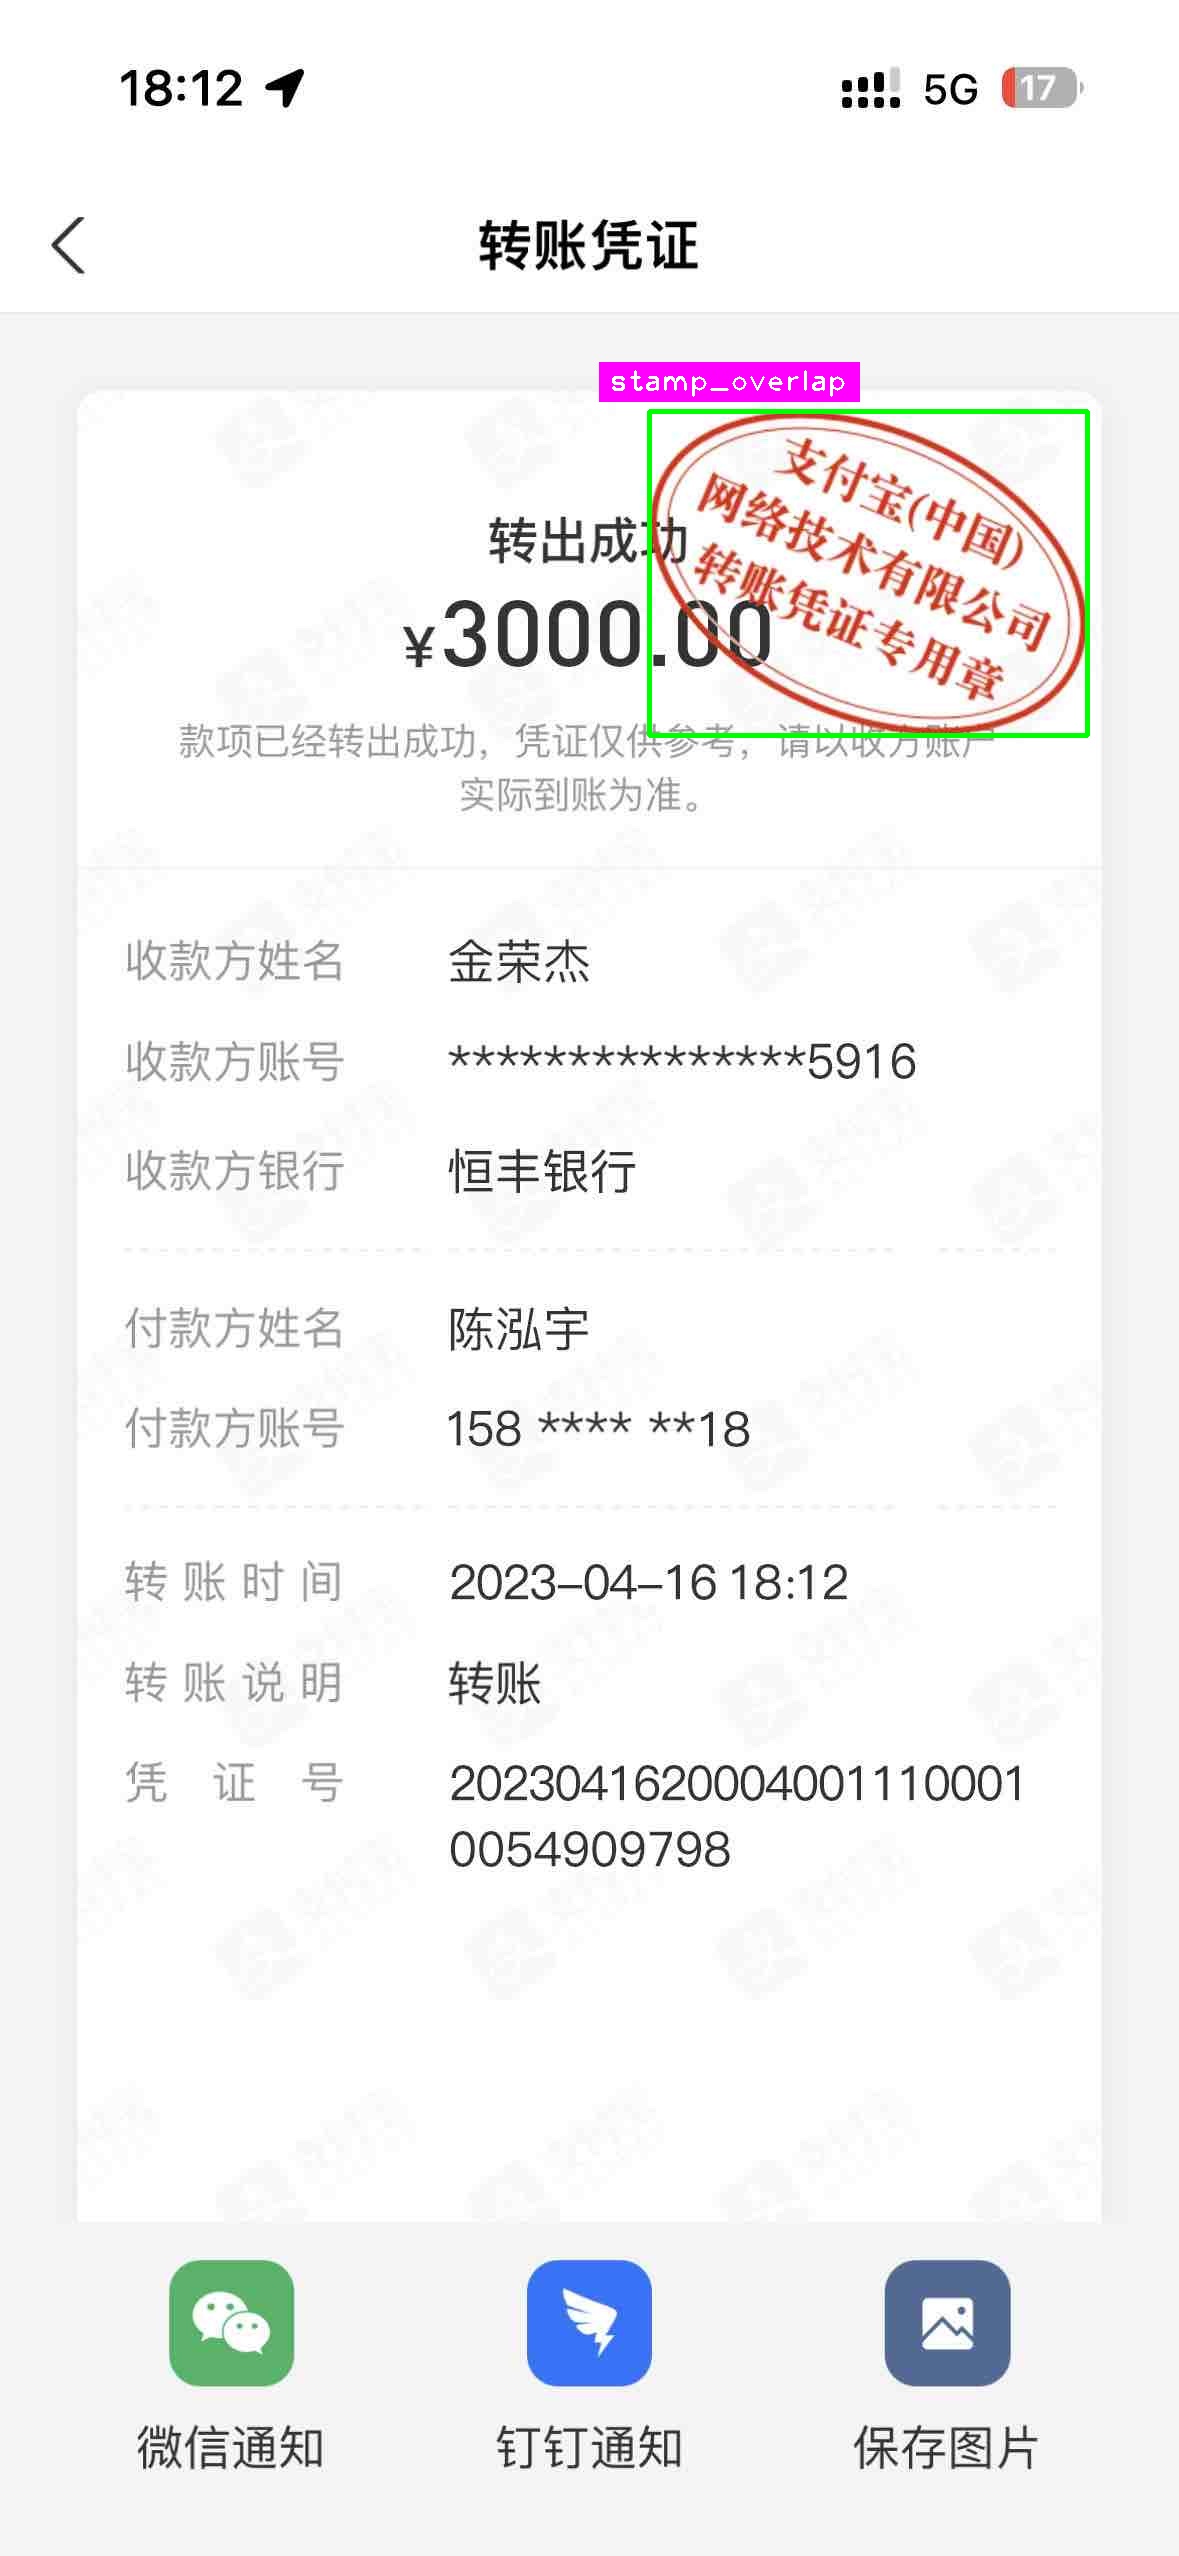 18:12
5G
17
转账凭证
stamp_overlap
支付宝(中国)
网络技术有限公司
转账凭证专用章
转出成功
¥3000.00
款项已经转出成功，凭证仅供参考，请以收方账户
实际到账为准。
收款方姓名 金荣杰
收款方账号 ***************5916
收款方银行 恒丰银行
付款方姓名 陈泓宇
付款方账号 158 **** **18
转账时间 2023-04-16 18:12
转账说明 转账
凭证号 2023041620004001110001
0054909798
微信通知 钉钉通知 保存图片